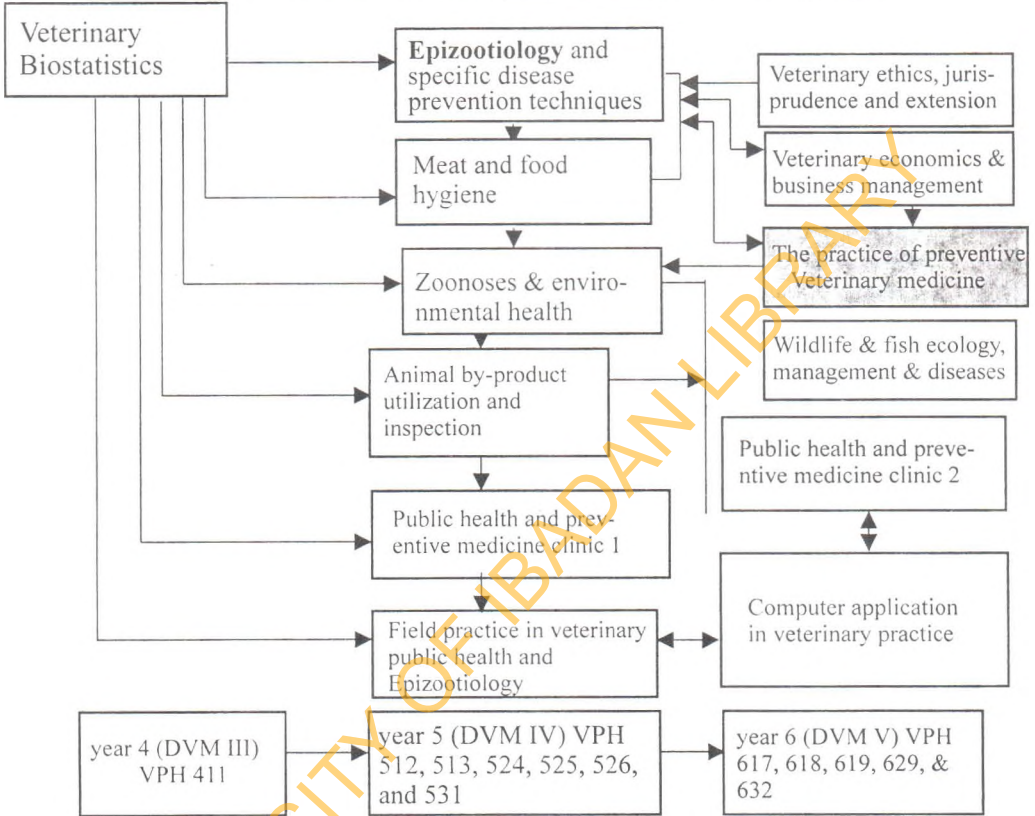 Veterinary
Biostatistics
Epizootiology and
specific disease
prevention techniques
Meat and food
hygiene
Zoonoses & enviro-
nmental health
Animal by-product
utilization and
inspection
Public health and prev-
entive medicine clinic 1
Field practice in veterinary
public health and
Epizootiology
Veterinary ethics, juris-
prudence and extension
Veterinary economics &
business management
The practice of preventive
Veterinary medicine
Wildlife & fish ecology,
management & diseases
Public health and preve-
ntive medicine clinic 2
Computer application
in veterinary practice
year 4 (DVM III)
VPH 411
year 5 (DVM IV) VPH
512, 513, 524, 525, 526,
and 531
year 6 (DVM V) VPH
617, 618, 619, 629, &
632
CITY OF IBADAN LIBRARY